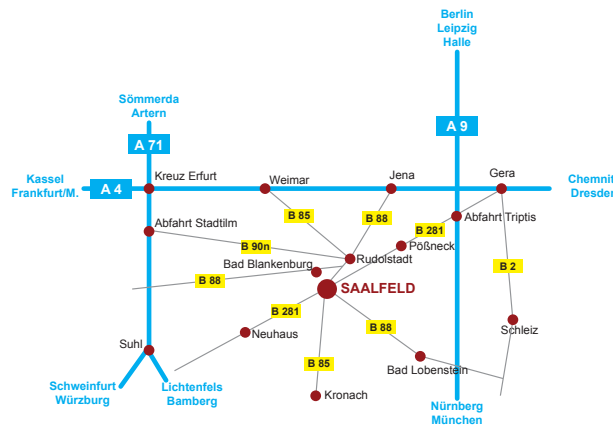 Berlin
Leipzig
Halle
Sömmerda
Artern
A 71
A 9
Kassel
Frankfurt/M.
A 4
Kreuz Erfurt
Weimar
Jena
Gera
Chemnit
Dresden
B 85
B 88
B 281
Abfahrt Triptis
Abfahrt Stadtilm
B 90n
Pößneck
Rudolstadt
Bad Blankenburg
B 88
B 2
SAALFELD
B 281
Neuhaus
B 88
Schleiz
Suhl
B 85
Bad Lobenstein
Kronach
Schweinfurt
Würzburg
Lichtenfels
Bamberg
Nürnberg
München